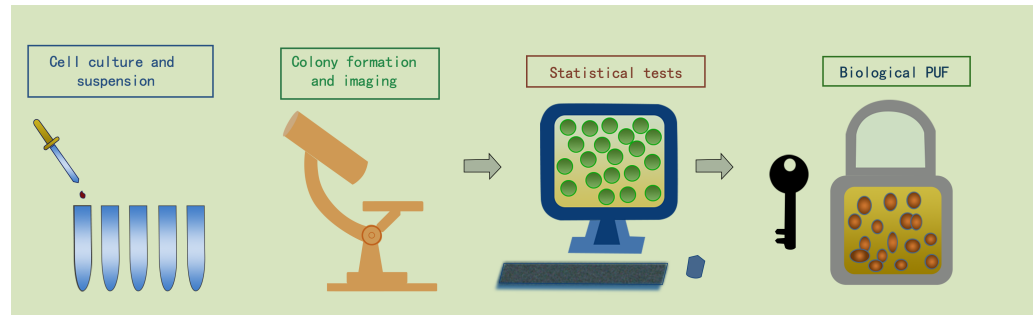 Cell culture and
suspension
Colony formation
and imaging
Statistical tests
Biological PUF